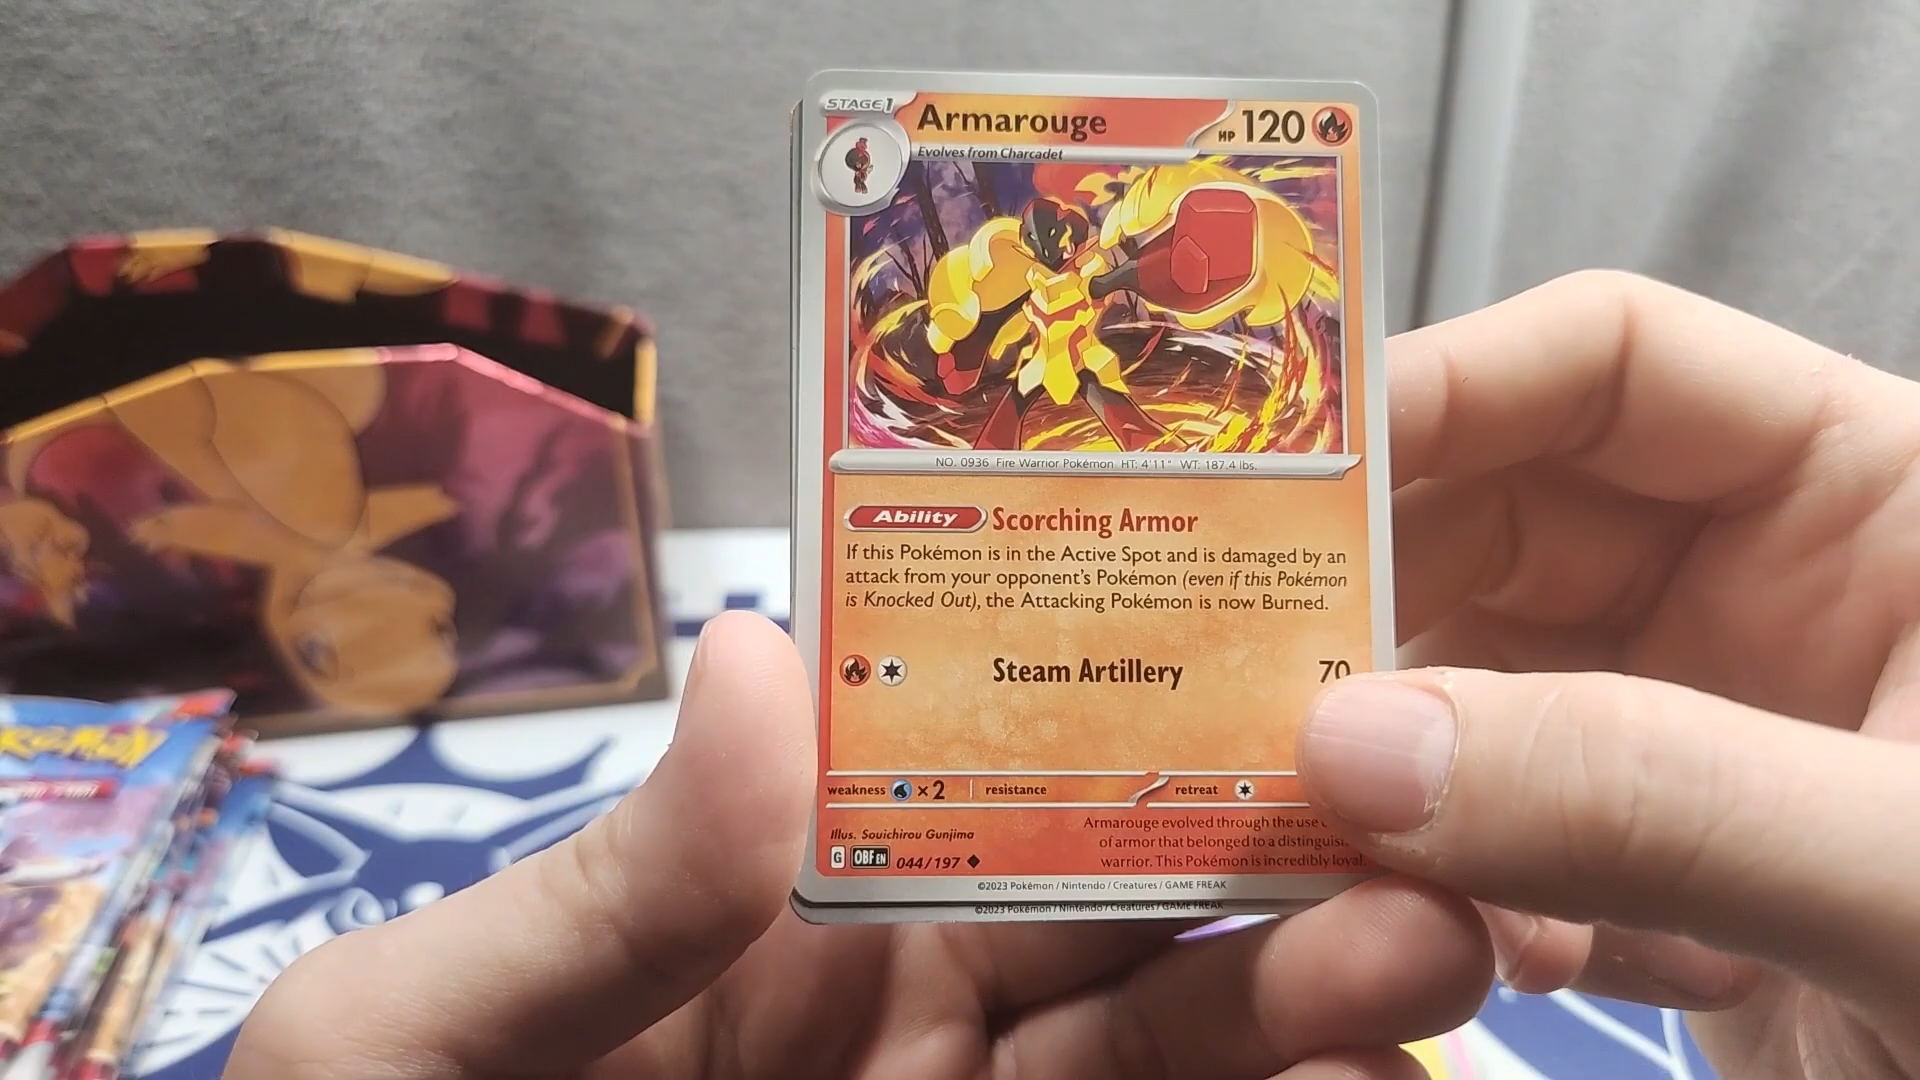 STAGE1
Armarouge
HP 120
Evolves from Charcadet
NO. 0936 Fire Warrior Pokémon HT: 4'11" WT: 187.4 lbs.
Ability Scorching Armor
If this Pokémon is in the Active Spot and is damaged by an
attack from your opponent's Pokémon (even if this Pokémon
is Knocked Out), the Attacking Pokémon is now Burned.
Steam Artillery 70
weakness ×2 resistance retreat
Illus. Souichirou Gunjima
G OBF EN 044/197
Armarouge evolved through the use
of armor that belonged to a
warrior. This Pokémon is incredibly loyal.
©2023 Pokémon / Nintendo / Creatures / GAME FREAK
©2023 Pokémon / Nintendo / Creatures / GAME FREAK